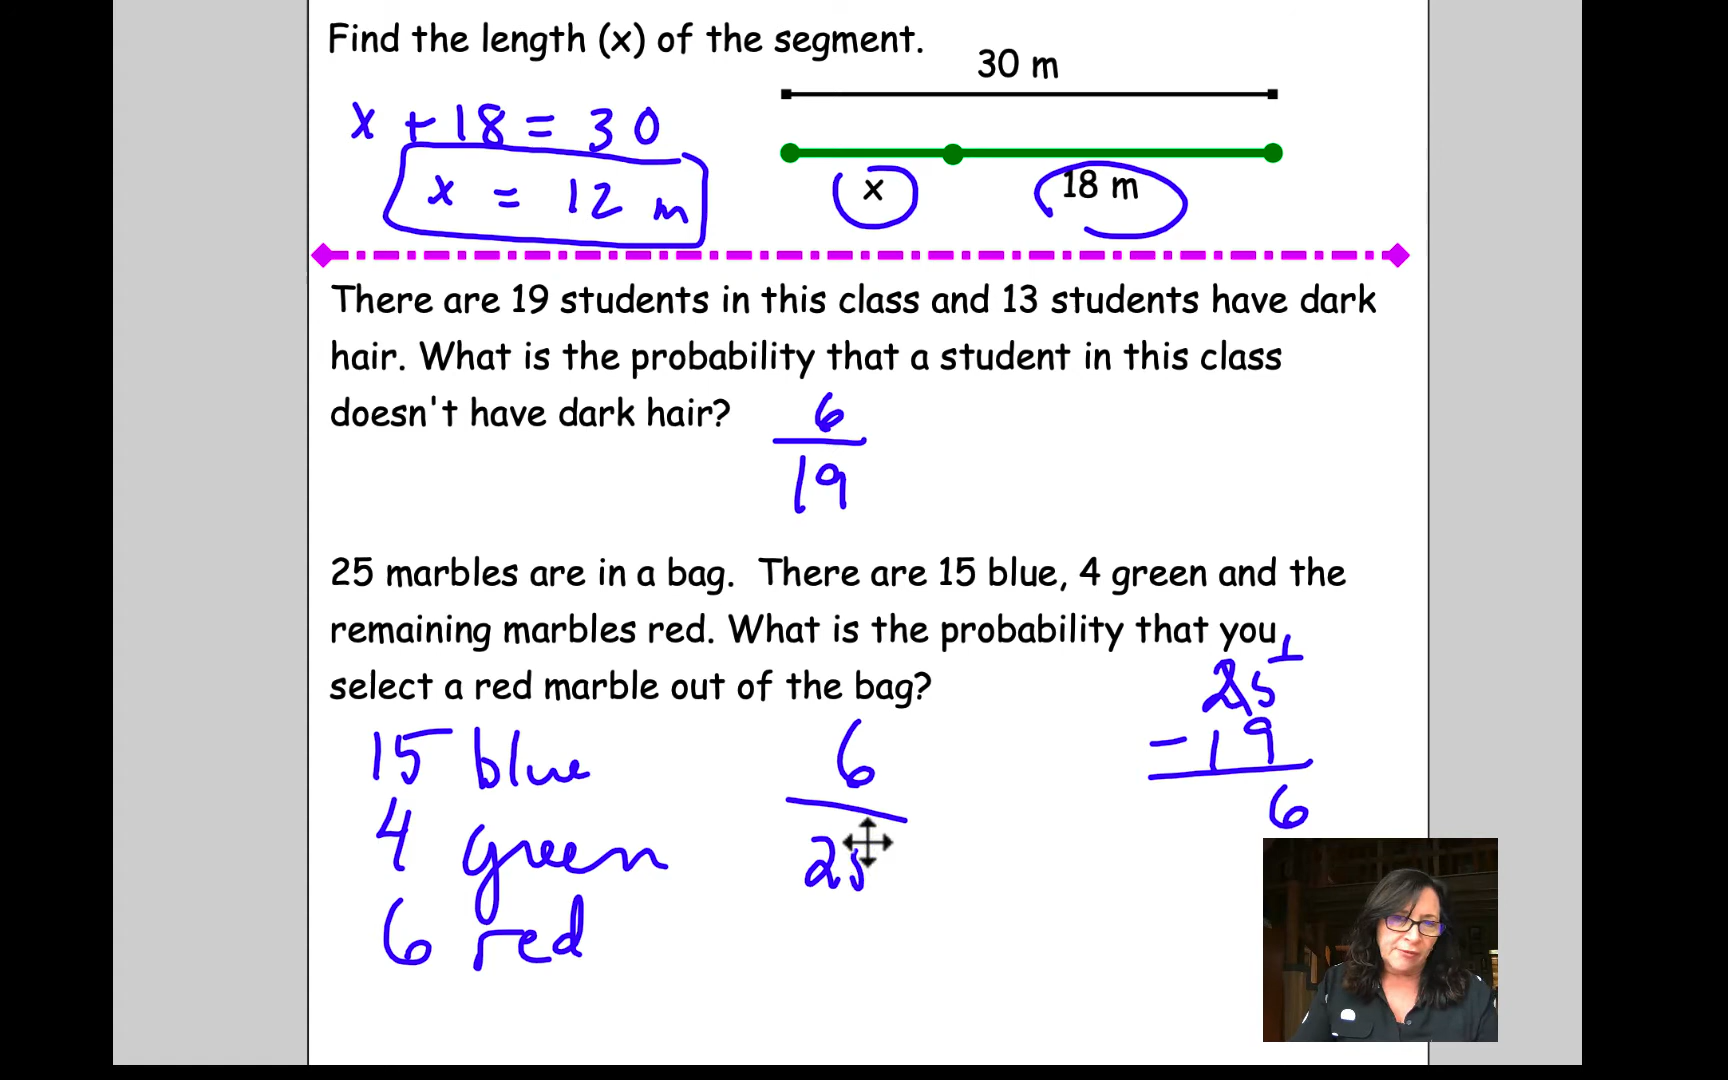 Find the length (x) of the segment.
30 m
x + 18 = 30
x = 12 m
x
18 m
There are 19 students in this class and 13 students have dark
hair. What is the probability that a student in this class
doesn't have dark hair?
6
19
25 marbles are in a bag. There are 15 blue, 4 green and the
remaining marbles red. What is the probability that you
select a red marble out of the bag?
1
25
- 19
6
15 blue
4 green
6 red
6
25